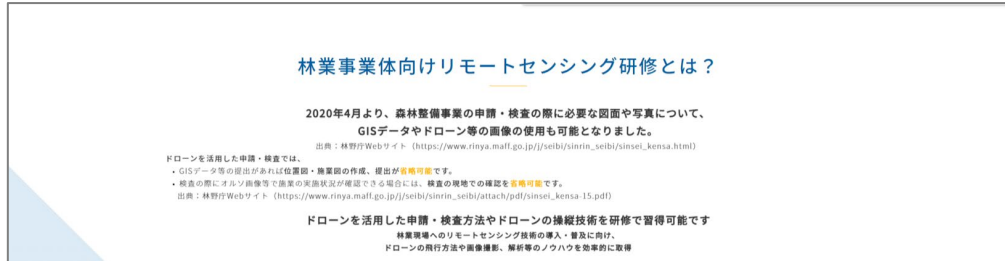 林業事業体向けリモートセンシング研修とは？
2020年4月より、森林整備事業の申請・検査の際に必要な図面や写真について、
GISデータやドローン等の画像の使用も可能となりました。
出典：林野庁Webサイト（https://www.rinya.maff.go.jp/j/seibi/sinrin_seibi/sinsei_kensa.html）
ドローンを活用した申請・検査では、
・GISデータ等の提出があれば位置図・施業図の作成、提出が省略可能です。
・検査の際にオルソ画像等で施業の実施状況が確認できる場合には、検査の現地での確認を省略可能です。
出典：林野庁Webサイト（https://www.rinya.maff.go.jp/j/seibi/sinrin_seibi/attach/pdf/sinsei_kensa-15.pdf）
ドローンを活用した申請・検査方法やドローンの操縦技術を研修で習得可能です
林業現場へのリモートセンシング技術の導入・普及に向け、
ドローンの飛行方法や画像撮影、解析等のノウハウを効率的に取得